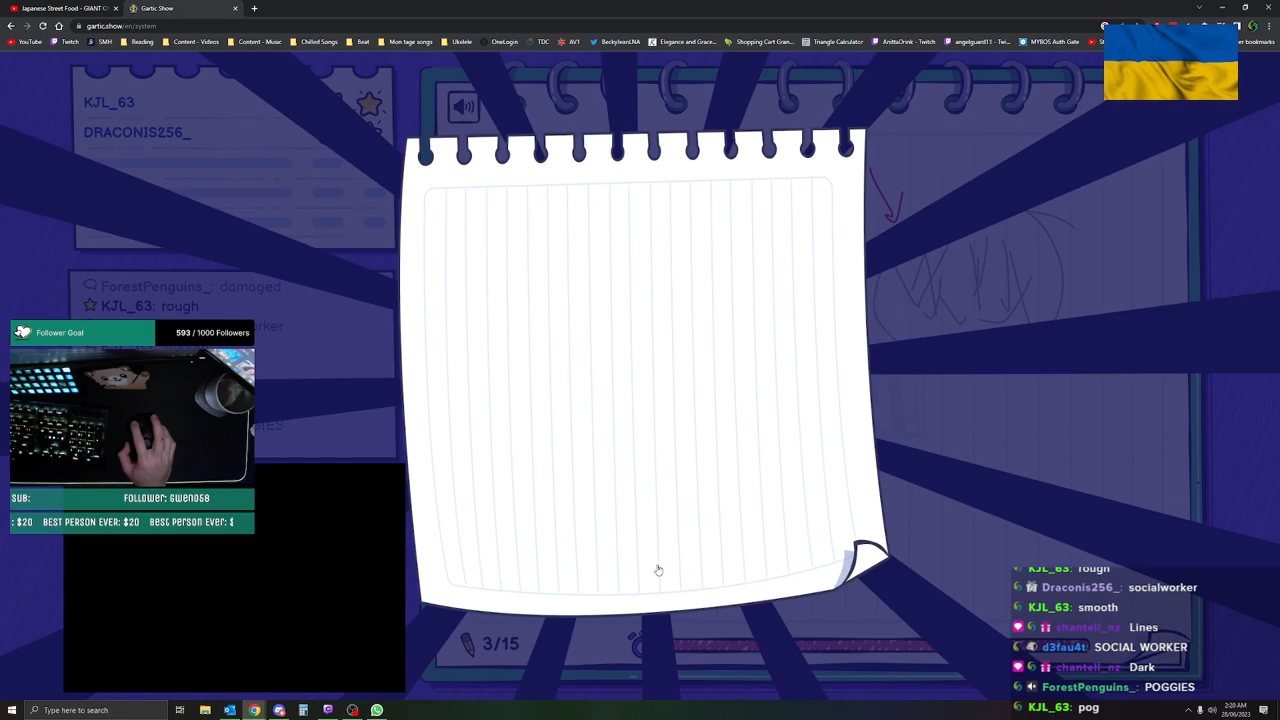 Japanese Street Food - GIANT C
Gartic Show
gartic.show/en/system
YouTube
Twitch
SMH
Reading
Content - Videos
Content - Music
Chilled Songs
Beat
Mon tage songs
Ukulele
OneLogin
TDC
AV1
BeckyJeanLNA
Elegance and Grace...
Shopping Cart Gran...
Triangle Calculator
AnittaDrink - Twitch
angelguard11 - Twi...
MYBOS Auth Gate
bookmarks
KJL_63
DRACONIS256_
ForestPenguins_: damaged
KJL_63: rough
Follower Goal
593 / 1000 Followers
SUB:
Follower: Gwen058
: $20 BEST PERSON EVER: $20 Best Person Ever: $
3/15
KJL_63: rough
Draconis256_: socialworker
KJL_63: smooth
chantell_nz Lines
d3fau4t: SOCIAL WORKER
chantell_nz Dark
ForestPenguins_: POGGIES
KJL_63: pog
Type here to search
2:20 AM
28/06/2023